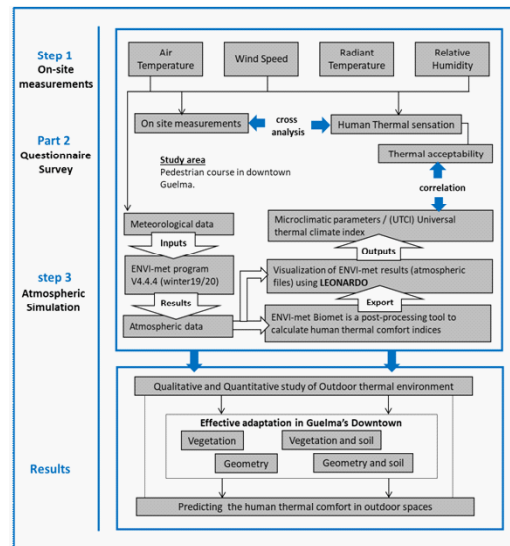 Step 1
On-site
measurements
Air
Temperature
Wind Speed
Radiant
Temperature
Relative
Humidity
Part 2
Questionnaire
Survey
On site measurements
cross
analysis
Human Thermal sensation
Thermal acceptability
Study area
Pedestrian course in downtown
Guelma.
correlation
step 3
Atmospheric
Simulation
Meteorological data
Inputs
ENVI-met program
V4.4.4 (winter19/20)
Results
Atmospheric data
Microclimatic parameters / (UTCI) Universal
thermal climate index
Outputs
Visualization of ENVI-met results (atmospheric
files) using LEONARDO
Export
ENVI-met Biomet is a post-processing tool to
calculate human thermal comfort indices
Results
Qualitative and Quantitative study of Outdoor thermal environment
Effective adaptation in Guelma's Downtown
Vegetation
Vegetation and soil
Geometry
Geometry and soil
Predicting the human thermal comfort in outdoor spaces